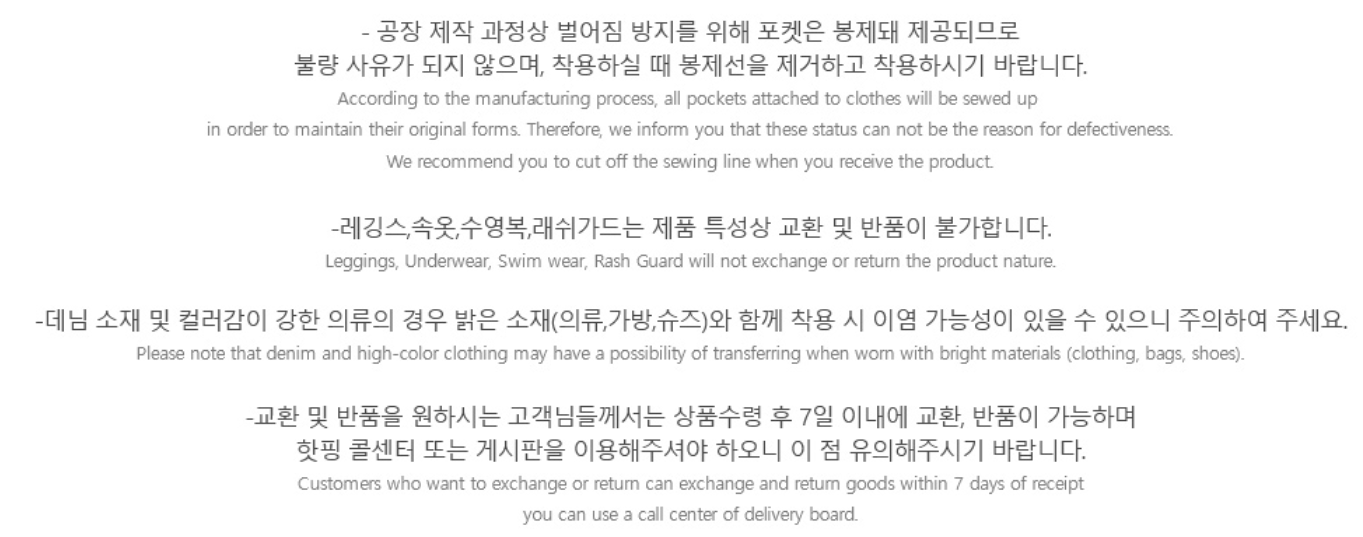 - 공장 제작 과정상 벌어짐 방지를 위해 포켓은 봉제돼 제공되므로
불량 사유가 되지 않으며, 착용하실 때 봉제선을 제거하고 착용하시기 바랍니다.
According to the manufacturing process, all pockets attached to clothes will be sewed up
in order to maintain their original forms. Therefore, we inform you that these status can not be the reason for defectiveness.
We recommend you to cut off the sewing line when you receive the product.
-레깅스,속옷,수영복,래쉬가드는 제품 특성상 교환 및 반품이 불가합니다.
Leggings, Underwear, Swim wear, Rash Guard will not exchange or return the product nature.
-데님 소재 및 컬러감이 강한 의류의 경우 밝은 소재(의류,가방,슈즈)와 함께 착용 시 이염 가능성이 있을 수 있으니 주의하여 주세요.
Please note that denim and high-color clothing may have a possibility of transferring when worn with bright materials (clothing, bags, shoes).
-교환 및 반품을 원하시는 고객님들께서는 상품수령 후 7일 이내에 교환, 반품이 가능하며
핫핑 콜센터 또는 게시판을 이용해주셔야 하오니 이 점 유의해주시기 바랍니다.
Customers who want to exchange or return can exchange and return goods within 7 days of receipt
you can use a call center of delivery board.